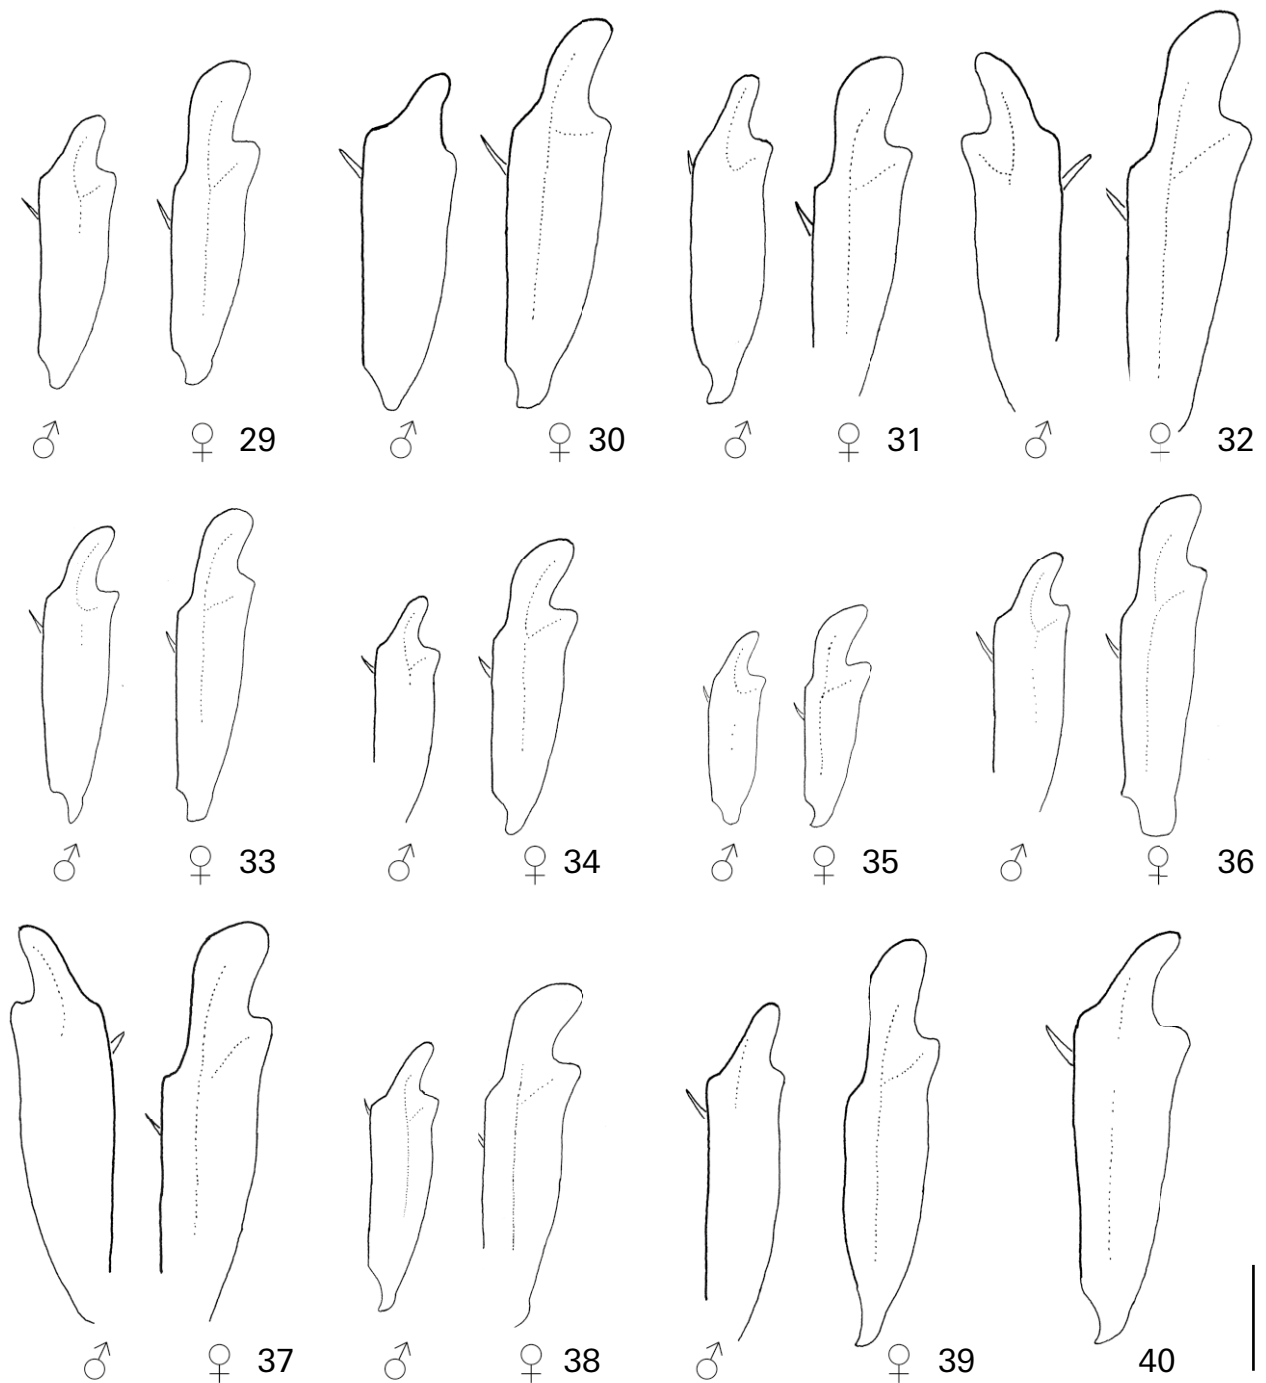 ♂ ♀ 29 ♂ ♀ 30 ♂ ♀ 31 ♂ ♀ 32
♂ ♀ 33 ♂ ♀ 34 ♂ ♀ 35 ♂ ♀ 36
♂ ♀ 37 ♂ ♀ 38 ♂ ♀ 39 40